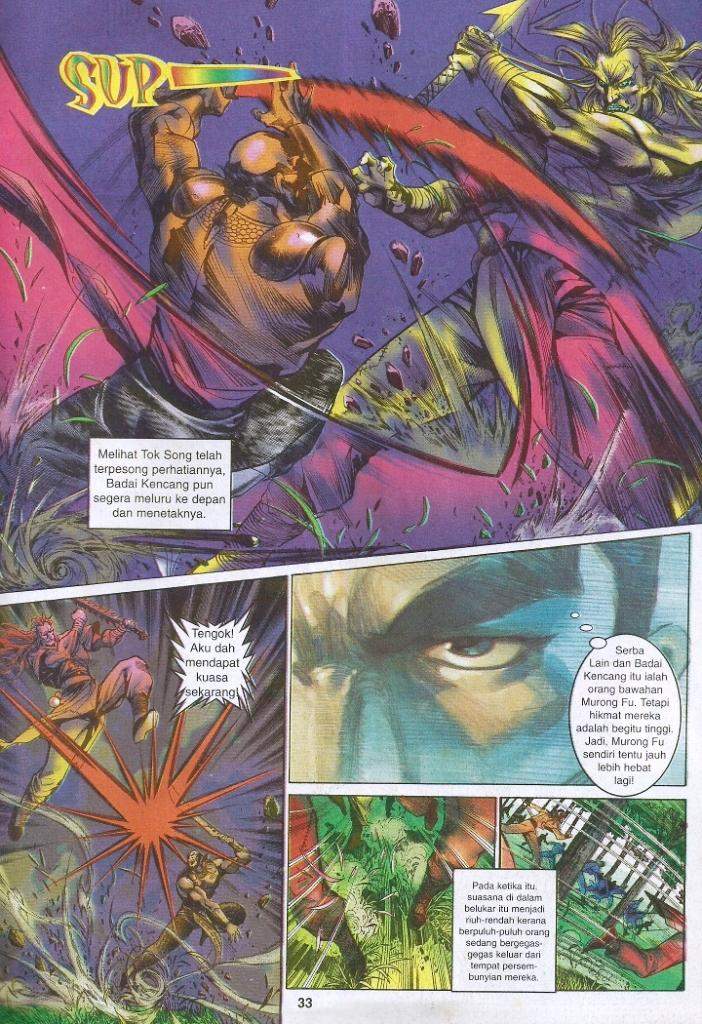 SUP
Melihat Tok Song telah
terpesong perhatiannya,
Badai Kencang pun
segera meluru ke depan
dan menetaknya.
Tengok!
Aku dah
mendapat
kuasa
sekarang!
Serba
Lain dan Badai
Kencang itu ialah
orang bawahan
Murong Fu. Tetapi
hikmat mereka
adalah begitu tinggi.
Jadi, Murong Fu
sendiri tentu jauh
lebih hebat
lagi!
Pada ketika itu,
suasana di dalam
belukar itu menjadi
riuh-rendah kerana
berpuluh-puluh orang
sedang bergegas-
gegas keluar dari
tempat persem-
bunyian mereka.
33